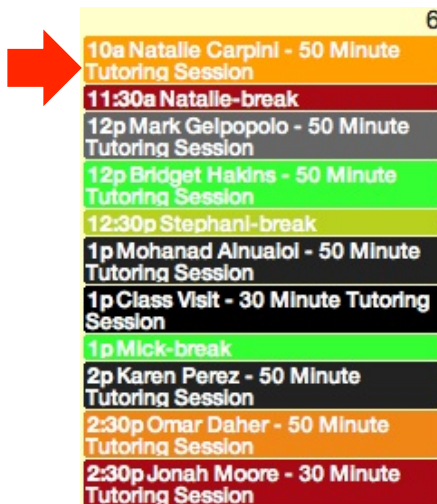 6
10a Natalie Carpini - 50 Minute
Tutoring Session
11:30a Natalie-break
12p Mark Gelpopolo - 50 Minute
Tutoring Session
12p Bridget Hakins - 50 Minute
Tutoring Session
12:30p Stephani-break
1p Mohanad Alnualol - 50 Minute
Tutoring Session
1p Class Visit - 30 Minute Tutoring
Session
1p Mick-break
2p Karen Perez - 50 Minute
Tutoring Session
2:30p Omar Daher - 50 Minute
Tutoring Session
2:30p Jonah Moore - 30 Minute
Tutoring Session